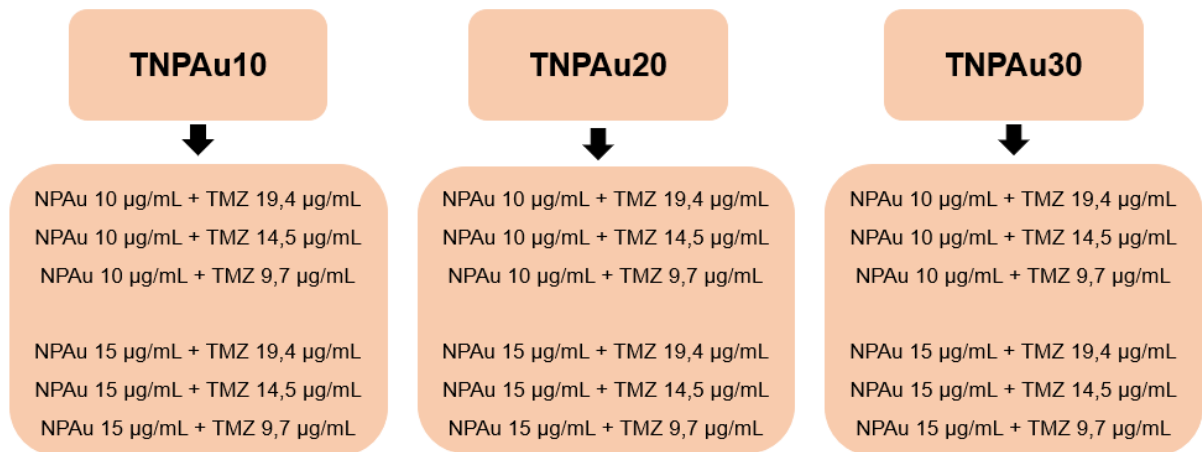 TNPAu10
NPAu 10 µg/mL + TMZ 19,4 µg/mL
NPAu 10 µg/mL + TMZ 14,5 µg/mL
NPAu 10 µg/mL + TMZ 9,7 µg/mL
NPAu 15 µg/mL + TMZ 19,4 µg/mL
NPAu 15 µg/mL + TMZ 14,5 µg/mL
NPAu 15 µg/mL + TMZ 9,7 µg/mL
TNPAu20
NPAu 10 µg/mL + TMZ 19,4 µg/mL
NPAu 10 µg/mL + TMZ 14,5 µg/mL
NPAu 10 µg/mL + TMZ 9,7 µg/mL
NPAu 15 µg/mL + TMZ 19,4 µg/mL
NPAu 15 µg/mL + TMZ 14,5 µg/mL
NPAu 15 µg/mL + TMZ 9,7 µg/mL
TNPAu30
NPAu 10 µg/mL + TMZ 19,4 µg/mL
NPAu 10 µg/mL + TMZ 14,5 µg/mL
NPAu 10 µg/mL + TMZ 9,7 µg/mL
NPAu 15 µg/mL + TMZ 19,4 µg/mL
NPAu 15 µg/mL + TMZ 14,5 µg/mL
NPAu 15 µg/mL + TMZ 9,7 µg/mL